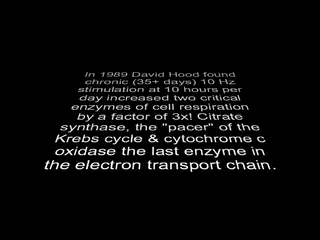 In 1989 David Hood found
chronic (35+ days) 10 Hz
stimulation at 10 hours per
day increased two critical
enzymes of cell respiration
by a factor of 3x! Citrate
synthase, the "pacer" of the
Krebs cycle & cytochrome c
oxidase the last enzyme in
the electron transport chain.